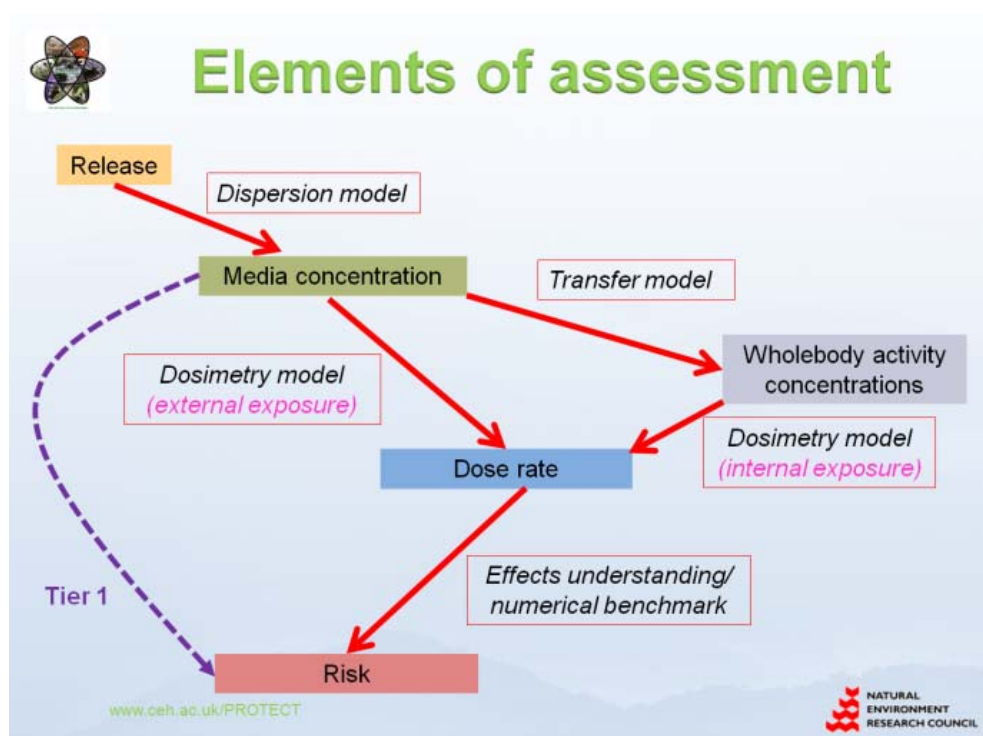 Elements of assessment
Release
Dispersion model
Media concentration
Transfer model
Dosimetry model
(external exposure)
Wholebody activity
concentrations
Dosimetry model
(internal exposure)
Dose rate
Effects understanding/
numerical benchmark
Tier 1
Risk
www.ceh.ac.uk/PROTECT
NATURAL
ENVIRONMENT
RESEARCH COUNCIL